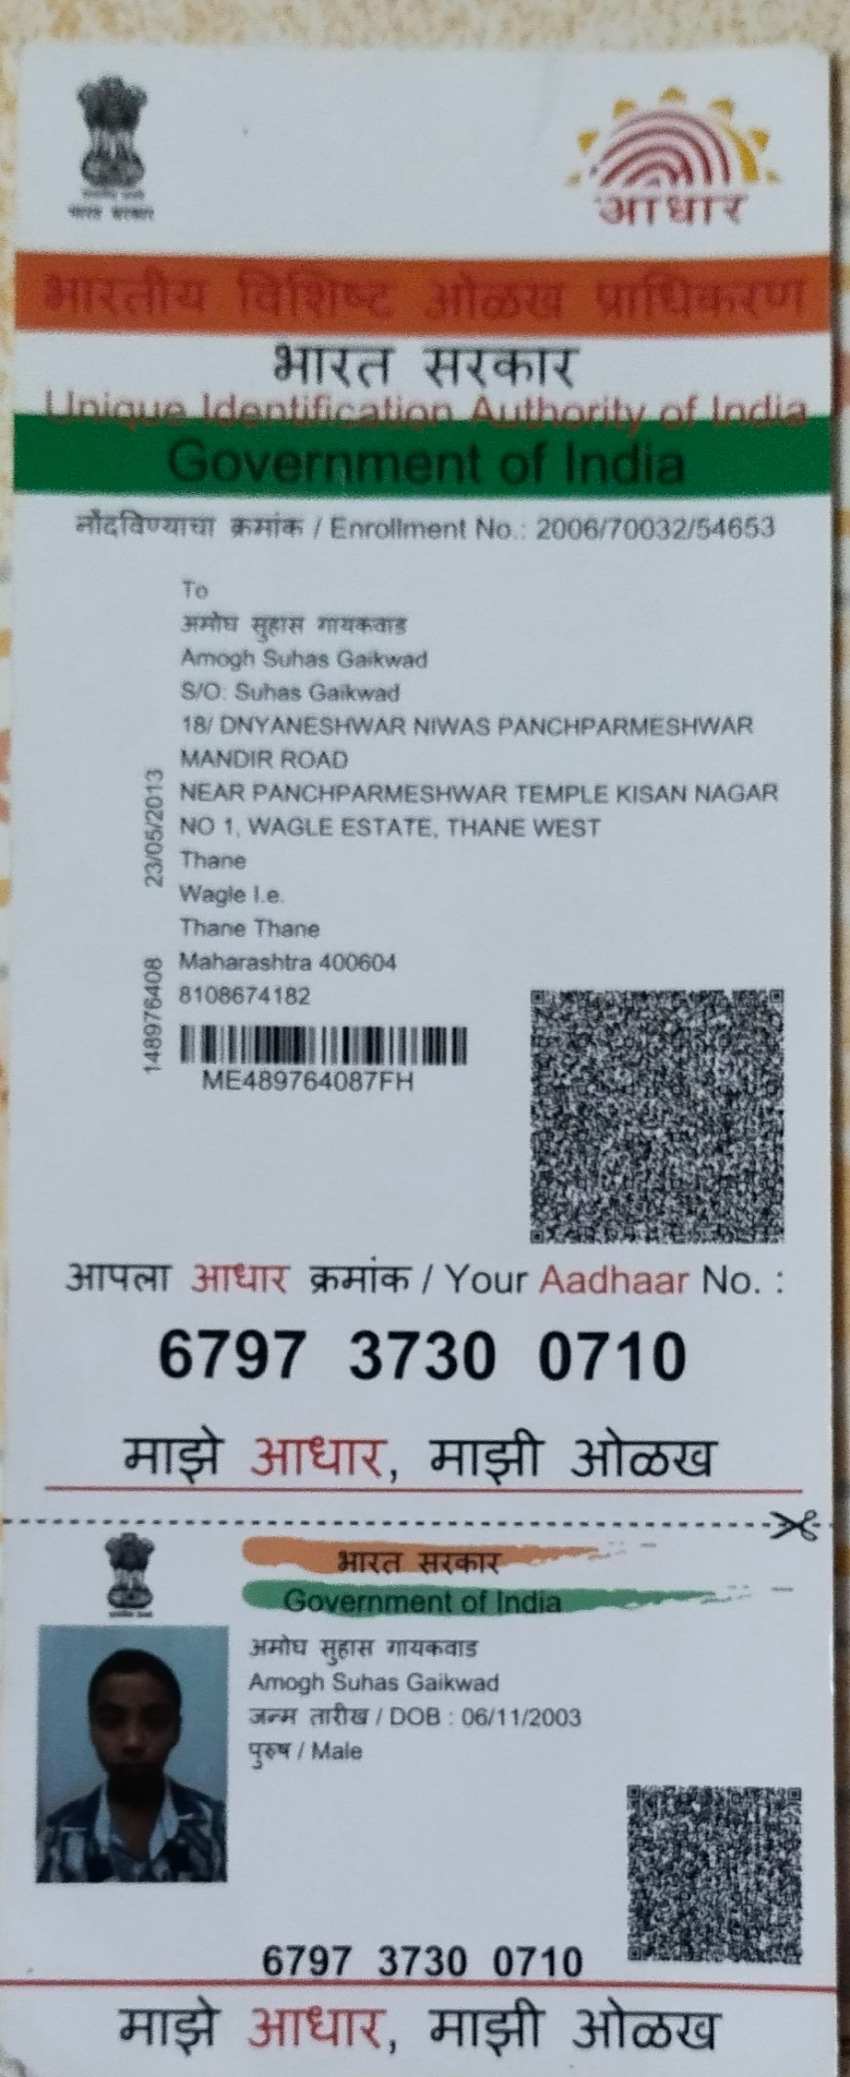 भारत सरकार
आधार
भारतीय विशिष्ट ओळख प्राधिकरण
भारत सरकार
Unique Identification Authority of India
Government of India
नोंदविण्याचा क्रमांक / Enrollment No.: 2006/70032/54653
To
अमोघ सुहास गायकवाड
Amogh Suhas Gaikwad
S/O: Suhas Gaikwad
18/ DNYANESHWAR NIWAS PANCHPARMESHWAR
MANDIR ROAD
NEAR PANCHPARMESHWAR TEMPLE KISAN NAGAR
NO 1, WAGLE ESTATE, THANE WEST
Thane
Wagle I.e.
Thane Thane
Maharashtra 400604
8108674182
23/05/2013
148976408
ME489764087FH
आपला आधार क्रमांक / Your Aadhaar No. :
6797 3730 0710
माझे आधार, माझी ओळख
भारत सरकार
Government of India
अमोघ सुहास गायकवाड
Amogh Suhas Gaikwad
जन्म तारीख / DOB : 06/11/2003
पुरुष / Male
6797 3730 0710
माझे आधार, माझी ओळख